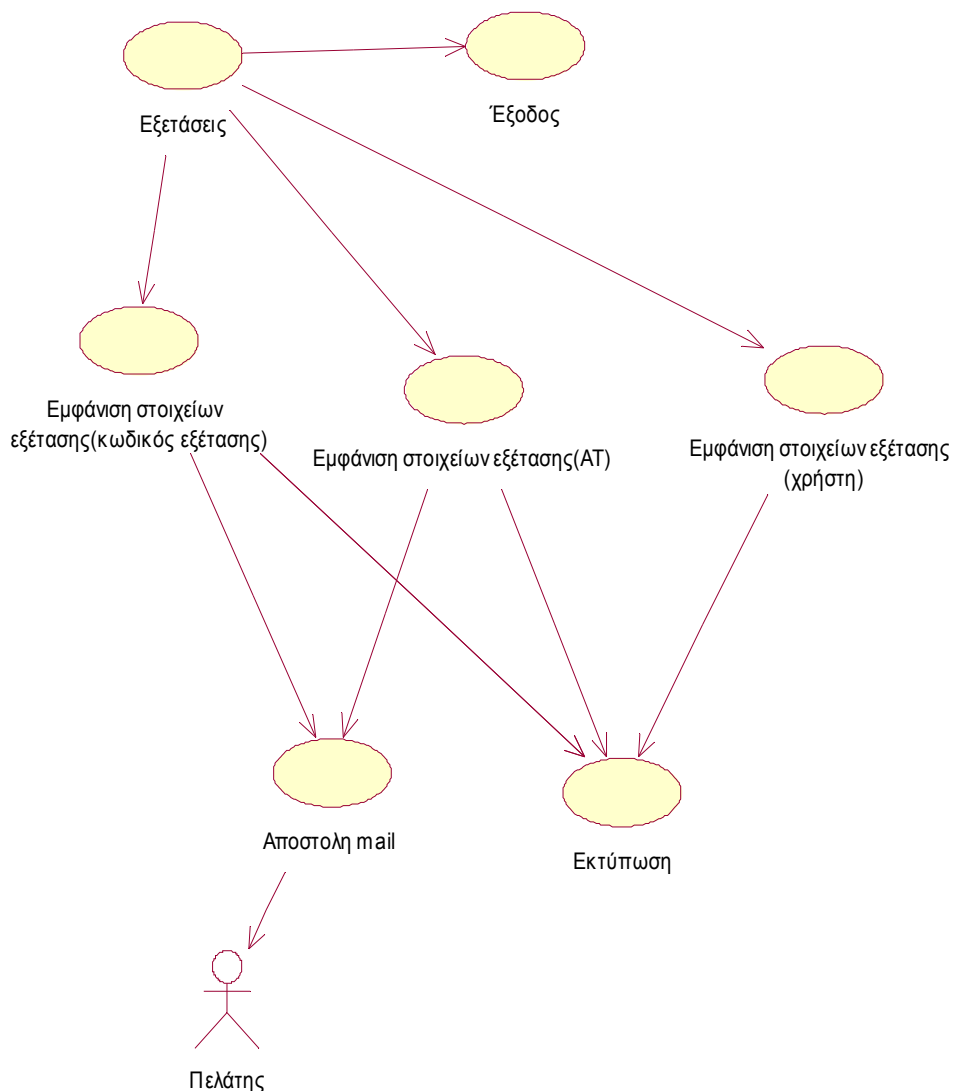 Εξετάσεις
Έξοδος
Εμφάνιση στοιχείων
εξέτασης(κωδικός εξέτασης)
Εμφάνιση στοιχείων εξέτασης(ΑΤ)
Εμφάνιση στοιχείων εξέτασης
(χρήστη)
Αποστολη mail
Εκτύπωση
Πελάτης